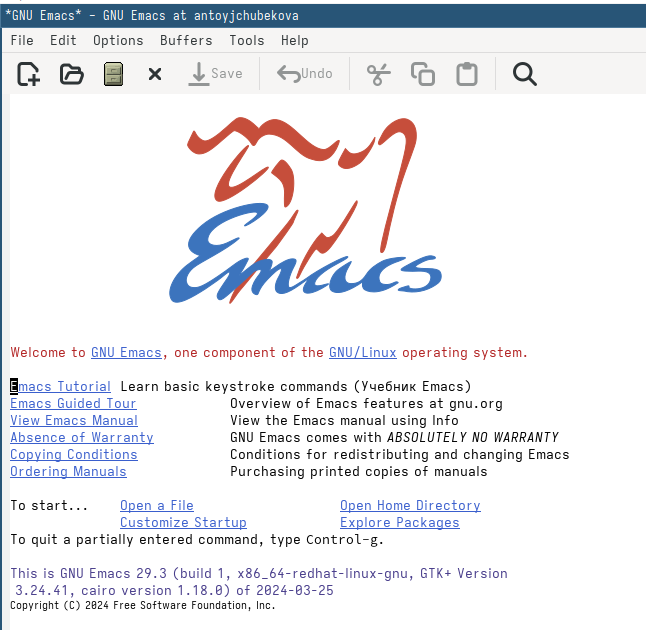 *GNU Emacs* - GNU Emacs at antoyjchubekova
File Edit Options Buffers Tools Help
Save Undo
Emacs
Welcome to GNU Emacs, one component of the GNU/Linux operating system.
Emacs Tutorial Learn basic keystroke commands (Учебник Emacs)
Emacs Guided Tour Overview of Emacs features at gnu.org
View Emacs Manual View the Emacs manual using Info
Absence of Warranty GNU Emacs comes with ABSOLUTELY NO WARRANTY
Copying Conditions Conditions for redistributing and changing Emacs
Ordering Manuals Purchasing printed copies of manuals
To start... Open a File Open Home Directory
Customize Startup Explore Packages
To quit a partially entered command, type Control-g.
This is GNU Emacs 29.3 (build 1, x86_64-redhat-linux-gnu, GTK+ Version
3.24.41, cairo version 1.18.0) of 2024-03-25
Copyright (C) 2024 Free Software Foundation, Inc.